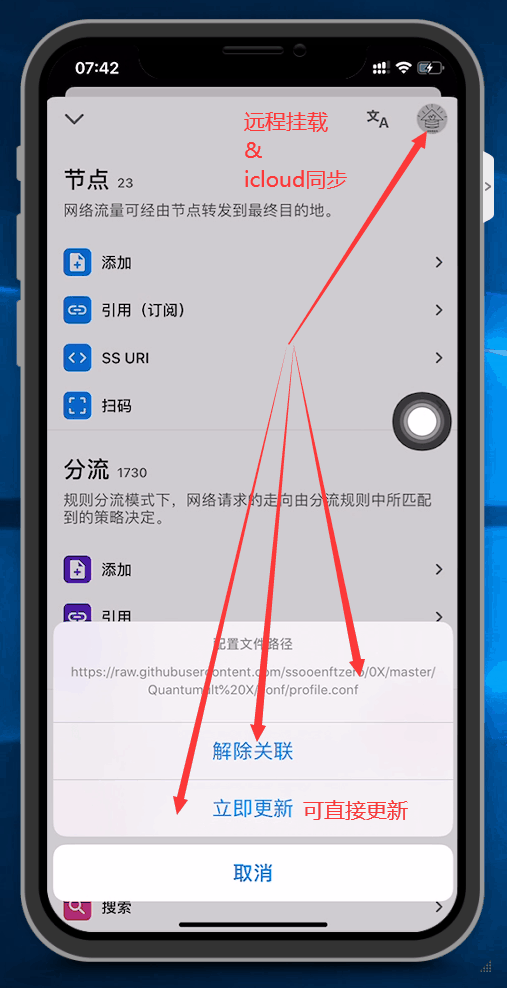 07:42
远程挂载
&
icloud同步
文A
节点 23
网络流量可经由节点转发到最终目的地。
添加
引用（订阅）
SS URI
扫码
分流 1730
规则分流模式下，网络请求的走向由分流规则中所匹配
到的策略决定。
添加
引用
配置文件路径
https://raw.githubusercontent.com/ssooenftzero/0X/master/
Quantumult%20X/conf/profile.conf
解除关联
立即更新 可直接更新
取消
搜索